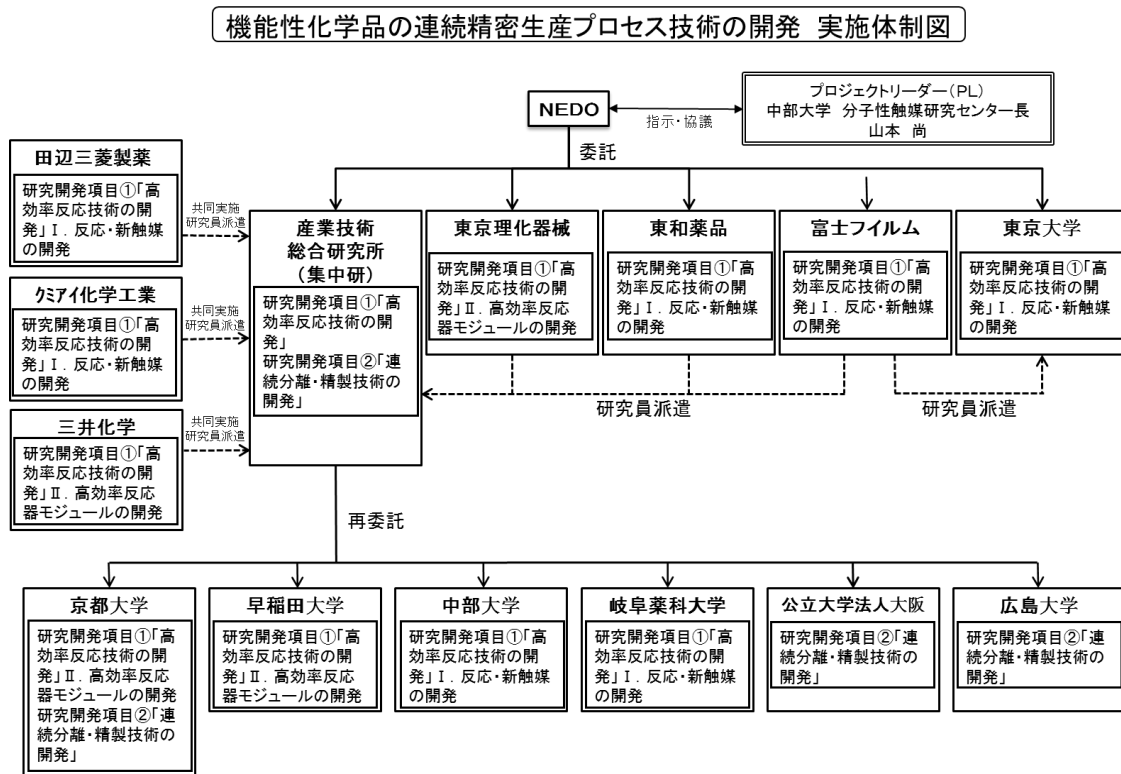 機能性化学品の連続精密生産プロセス技術の開発 実施体制図
NEDO
指示・協議
プロジェクトリーダー(PL)
中部大学 分子性触媒研究センター長
山本 尚
委託
田辺三菱製薬
研究開発項目①「高
効率反応技術の開
発」Ⅰ. 反応・新触媒
の開発
共同実施
研究員派遣
クミアイ化学工業
研究開発項目①「高
効率反応技術の開
発」Ⅰ. 反応・新触媒
の開発
共同実施
研究員派遣
三井化学
研究開発項目①「高
効率反応技術の開
発」Ⅱ. 高効率反応
器モジュールの開発
共同実施
研究員派遣
産業技術
総合研究所
(集中研)
研究開発項目①「高
効率反応技術の開
発」
研究開発項目②「連
続分離・精製技術の
開発」
東京理化器械
研究開発項目①「高
効率反応技術の開
発」Ⅱ. 高効率反応
器モジュールの開発
東和薬品
研究開発項目①「高
効率反応技術の開
発」Ⅰ. 反応・新触媒
の開発
富士フイルム
研究開発項目①「高
効率反応技術の開
発」Ⅰ. 反応・新触媒
の開発
東京大学
研究開発項目①「高
効率反応技術の開
発」Ⅰ. 反応・新触媒
の開発
研究員派遣
研究員派遣
再委託
京都大学
研究開発項目①「高
効率反応技術の開
発」Ⅱ. 高効率反応
器モジュールの開発
研究開発項目②「連
続分離・精製技術の
開発」
早稲田大学
研究開発項目①「高
効率反応技術の開
発」Ⅱ. 高効率反応
器モジュールの開発
中部大学
研究開発項目①「高
効率反応技術の開
発」Ⅰ. 反応・新触媒
の開発
岐阜薬科大学
研究開発項目①「高
効率反応技術の開
発」Ⅰ. 反応・新触媒
の開発
公立大学法人大阪
研究開発項目②「連
続分離・精製技術の
開発」
広島大学
研究開発項目②「連
続分離・精製技術の
開発」